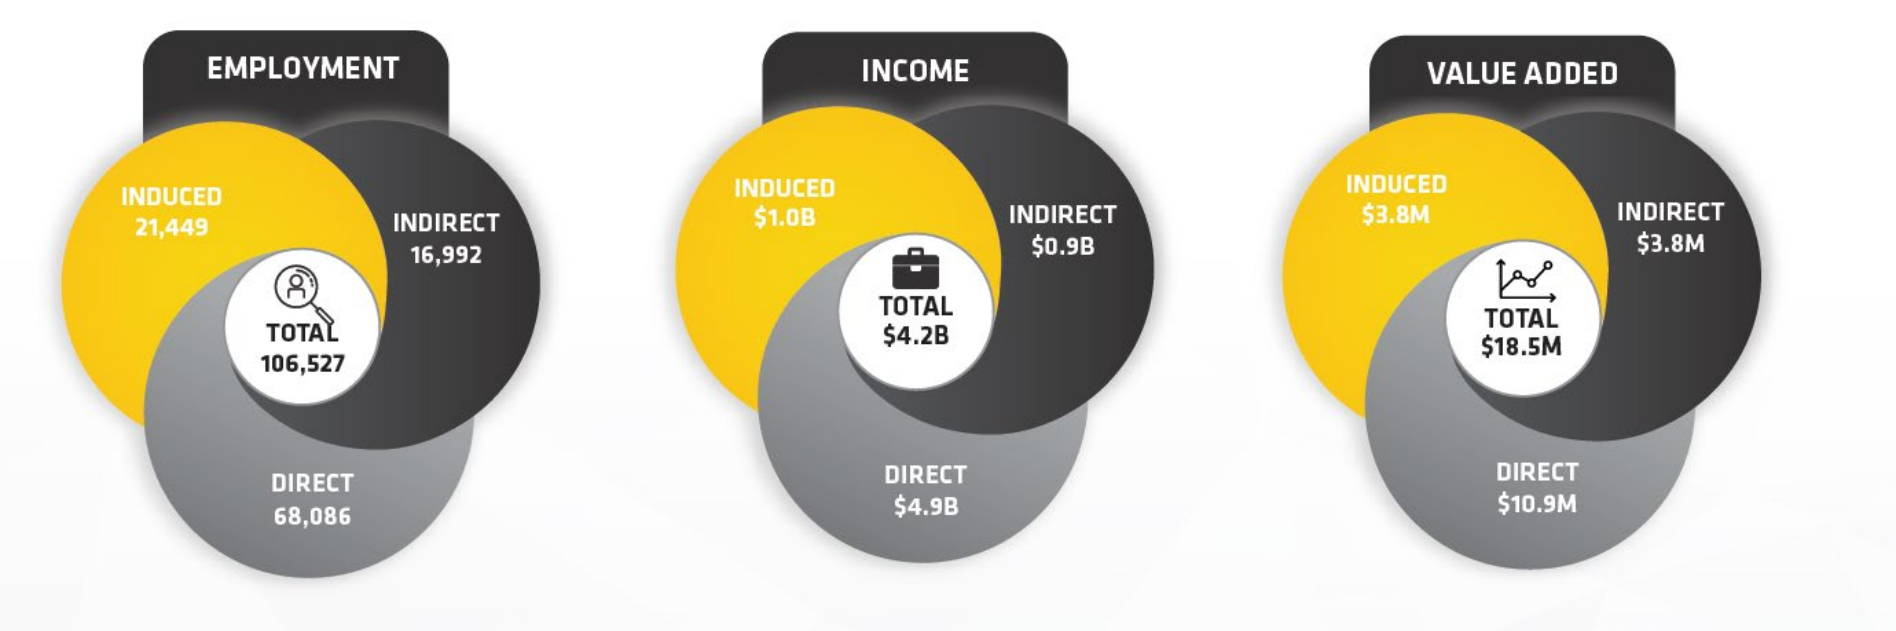 EMPLOYMENT
INDUCED
21,449
INDIRECT
16,992
TOTAL
106,527
DIRECT
68,086
INCOME
INDUCED
$1.0B
INDIRECT
$0.9B
TOTAL
$4.2B
DIRECT
$4.9B
VALUE ADDED
INDUCED
$3.8M
INDIRECT
$3.8M
TOTAL
$18.5M
DIRECT
$10.9M